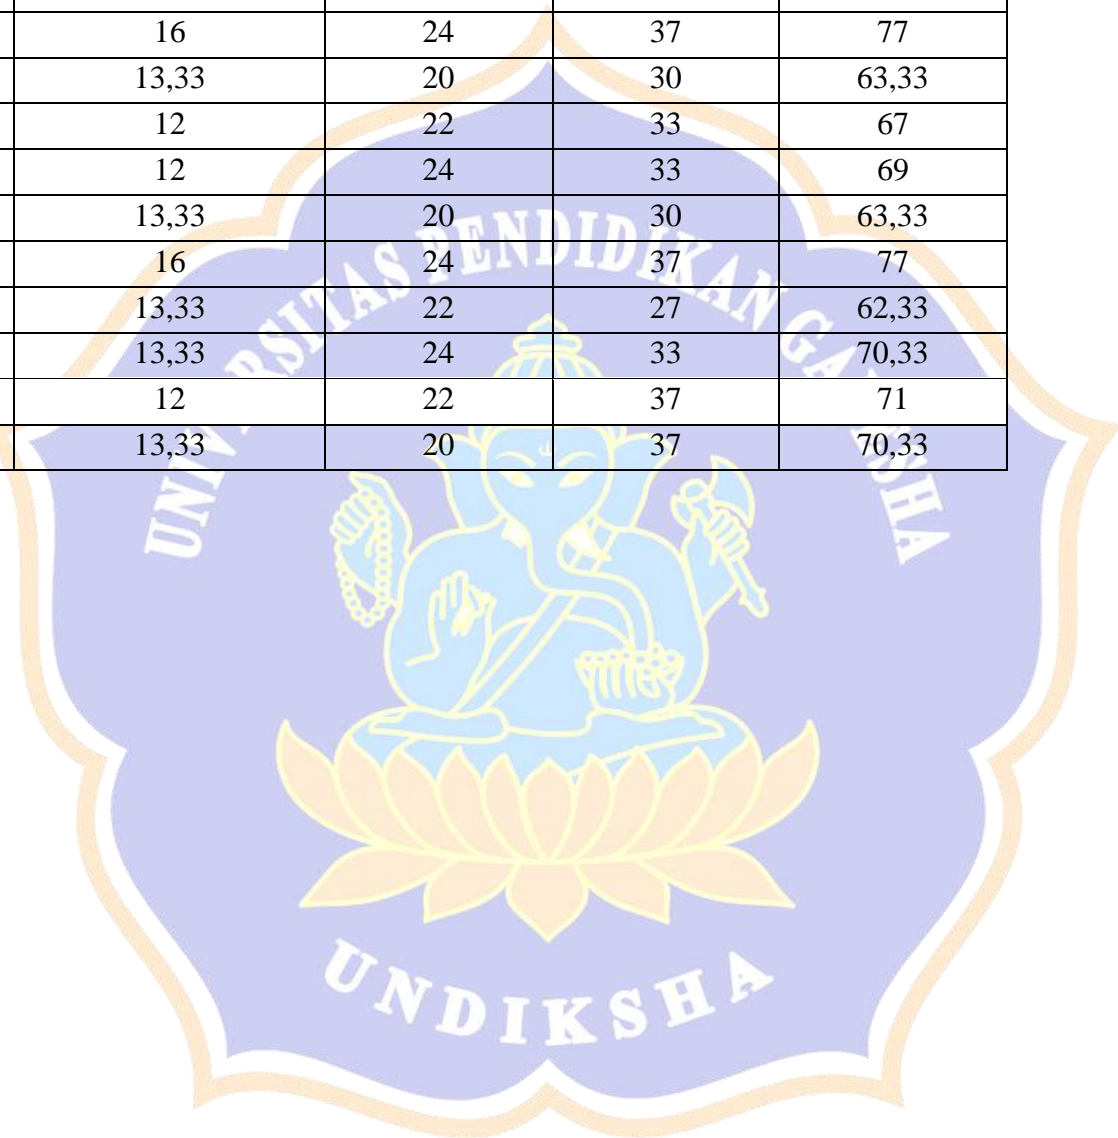 16 24 37 77
13,33 20 30 63,33
12 22 33 67
12 24 33 69
13,33 20 30 63,33
16 24 37 77
13,33 22 27 62,33
13,33 24 33 70,33
12 22 37 71
13,33 20 37 70,33
UNIVERSITAS PENDIDIKAN GANESHA
UNDIKSHA